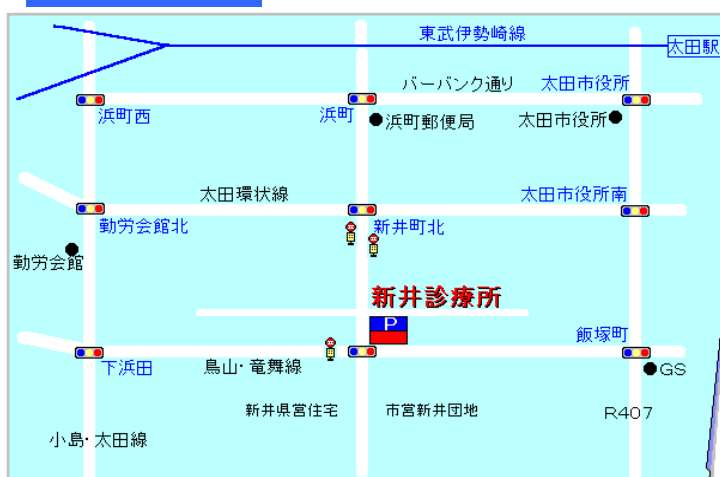 東武伊勢崎線
太田駅
バーバンク通り
太田市役所
浜町西
浜町
浜町郵便局
太田市役所
太田環状線
太田市役所南
勤労会館北
新井町北
勤労会館
新井診療所
P
飯塚町
下浜田
鳥山・竜舞線
GS
新井県営住宅
市営新井団地
R407
小島・太田線